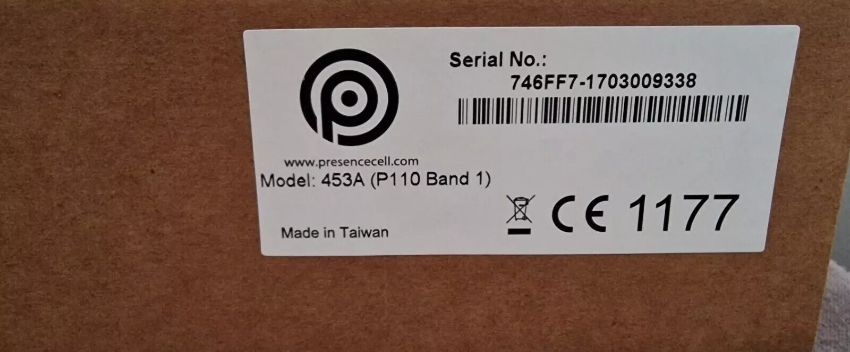 Serial No.:
746FF7-1703009338
www.presencecell.com
Model: 453A (P110 Band 1)
Made in Taiwan
CE 1177